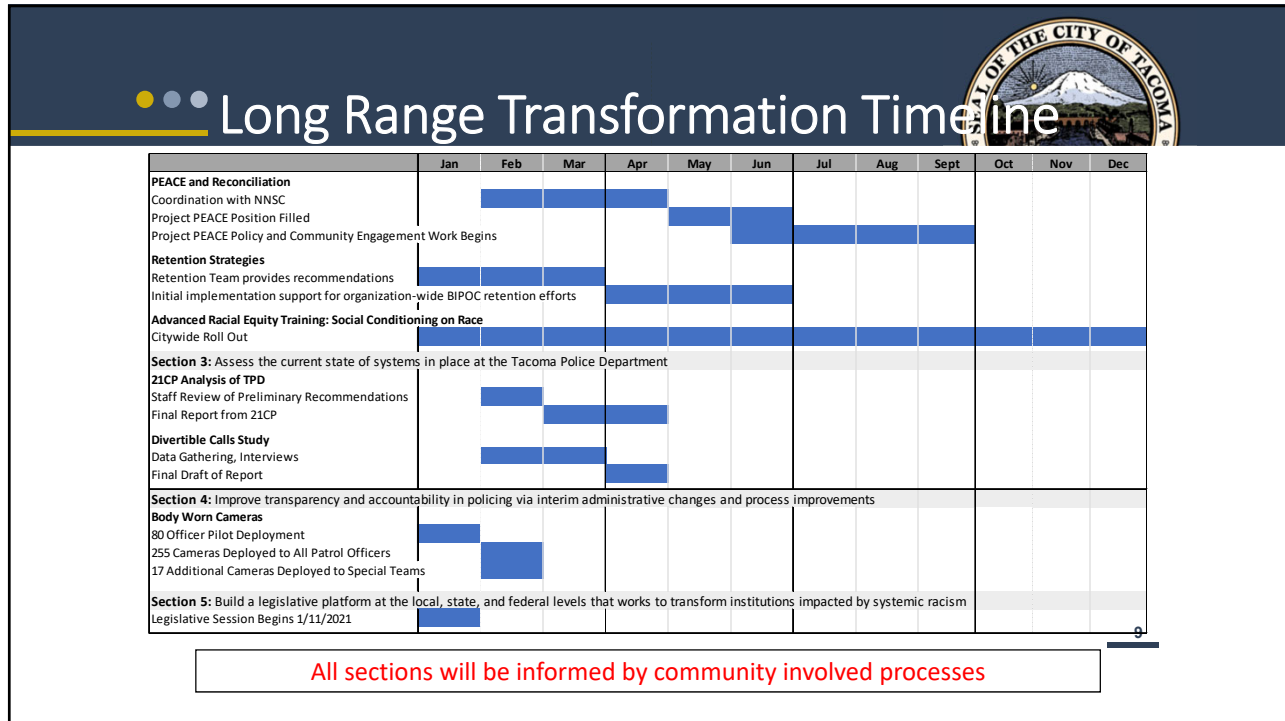 SEAL OF THE CITY OF TACOMA
Long Range Transformation Timeline
Jan Feb Mar Apr May Jun Jul Aug Sept Oct Nov Dec
PEACE and Reconciliation
Coordination with NNSC
Project PEACE Position Filled
Project PEACE Policy and Community Engagement Work Begins
Retention Strategies
Retention Team provides recommendations
Initial implementation support for organization-wide BIPOC retention efforts
Advanced Racial Equity Training: Social Conditioning on Race
Citywide Roll Out
Section 3: Assess the current state of systems in place at the Tacoma Police Department
21CP Analysis of TPD
Staff Review of Preliminary Recommendations
Final Report from 21CP
Divertible Calls Study
Data Gathering, Interviews
Final Draft of Report
Section 4: Improve transparency and accountability in policing via interim administrative changes and process improvements
Body Worn Cameras
80 Officer Pilot Deployment
255 Cameras Deployed to All Patrol Officers
17 Additional Cameras Deployed to Special Teams
Section 5: Build a legislative platform at the local, state, and federal levels that works to transform institutions impacted by systemic racism
Legislative Session Begins 1/11/2021
9
All sections will be informed by community involved processes